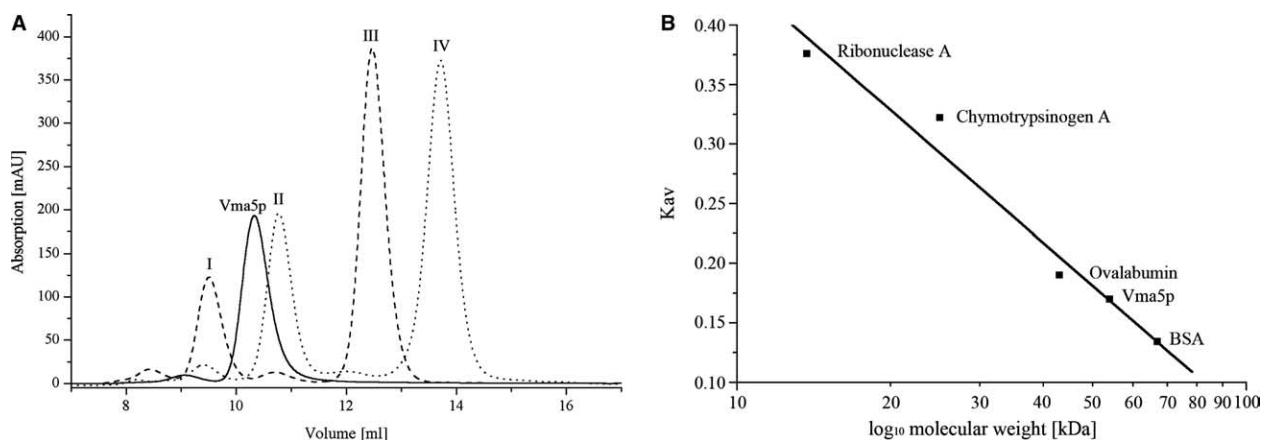 A
400
350
300
250
200
150
100
50
0
Absorption [mAU]
I
Vma5p
II
III
IV
8
10
12
14
16
Volume [ml]
B
0.40
0.35
0.30
0.25
0.20
0.15
0.10
Kav
Ribonuclease A
Chymotrypsinogen A
Ovalabumin
Vma5p
BSA
10
20
30
40
50
60
70
80
90
100
log₁₀ molecular weight [kDa]